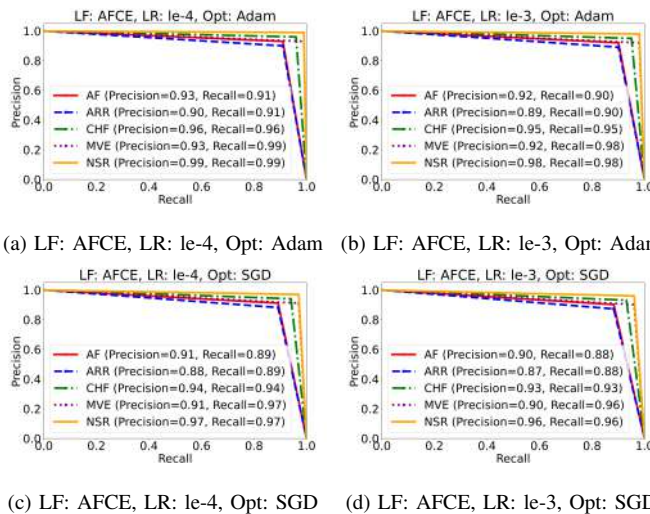 LF: AFCE, LR: le-4, Opt: Adam
1.0
0.8
0.6
0.4
0.2
0.0
Precision
AF (Precision=0.93, Recall=0.91)
ARR (Precision=0.90, Recall=0.91)
CHF (Precision=0.96, Recall=0.96)
MVE (Precision=0.93, Recall=0.99)
NSR (Precision=0.99, Recall=0.99)
0.0 0.2 0.4 0.6 0.8 1.0
Recall
(a) LF: AFCE, LR: le-4, Opt: Adam
LF: AFCE, LR: le-3, Opt: Adam
1.0
0.8
0.6
0.4
0.2
0.0
Precision
AF (Precision=0.92, Recall=0.90)
ARR (Precision=0.89, Recall=0.90)
CHF (Precision=0.95, Recall=0.95)
MVE (Precision=0.92, Recall=0.98)
NSR (Precision=0.98, Recall=0.98)
0.0 0.2 0.4 0.6 0.8 1.0
Recall
(b) LF: AFCE, LR: le-3, Opt: Adam
LF: AFCE, LR: le-4, Opt: SGD
1.0
0.8
0.6
0.4
0.2
0.0
Precision
AF (Precision=0.91, Recall=0.89)
ARR (Precision=0.88, Recall=0.89)
CHF (Precision=0.94, Recall=0.94)
MVE (Precision=0.91, Recall=0.97)
NSR (Precision=0.97, Recall=0.97)
0.0 0.2 0.4 0.6 0.8 1.0
Recall
(c) LF: AFCE, LR: le-4, Opt: SGD
LF: AFCE, LR: le-3, Opt: SGD
1.0
0.8
0.6
0.4
0.2
0.0
Precision
AF (Precision=0.90, Recall=0.88)
ARR (Precision=0.87, Recall=0.88)
CHF (Precision=0.93, Recall=0.93)
MVE (Precision=0.90, Recall=0.96)
NSR (Precision=0.96, Recall=0.96)
0.0 0.2 0.4 0.6 0.8 1.0
Recall
(d) LF: AFCE, LR: le-3, Opt: SGD